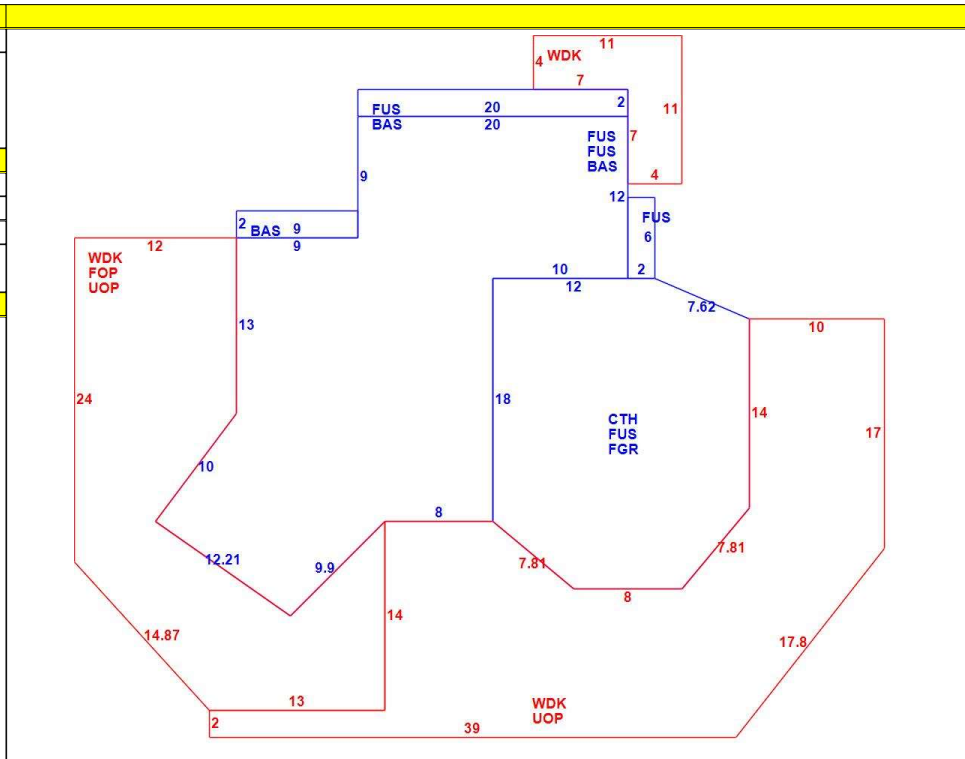 11
4 WDK
7
FUS 20 2
BAS 20
11
FUS 7
FUS
BAS
9
4
12
FUS
2 BAS 9
9
6
12
WDK
FOP
UOP
10 2
12
7.62
13
10
24
18
14
CTH
FUS
FGR
17
10
8
7.81
12.21
9.9
7.81
8
14
14.87
17.8
13
WDK
UOP
2
39